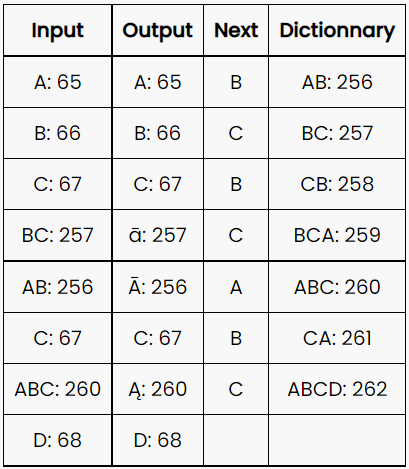 Input Output Next Dictionnary
A: 65 A: 65 B AB: 256
B: 66 B: 66 C BC: 257
C: 67 C: 67 B CB: 258
BC: 257 ā: 257 C BCA: 259
AB: 256 Ā: 256 A ABC: 260
C: 67 C: 67 B CA: 261
ABC: 260 Ą: 260 C ABCD: 262
D: 68 D: 68